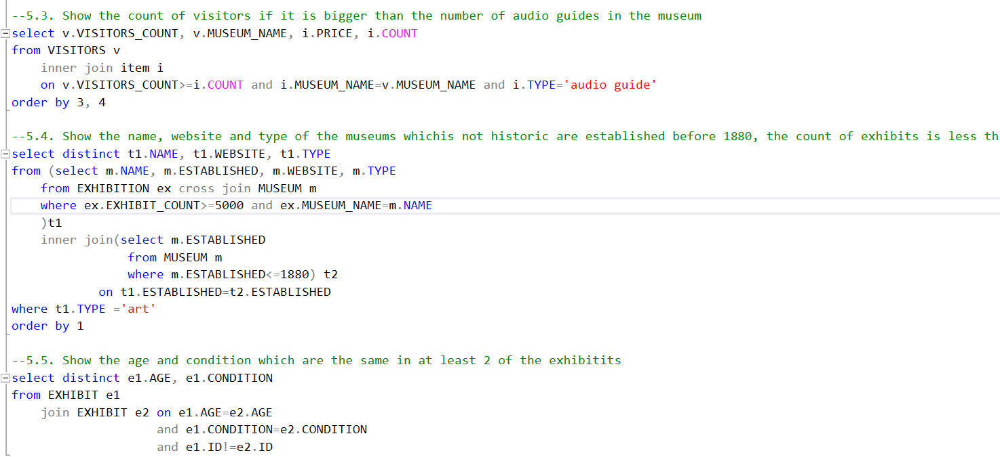 --5.3. Show the count of visitors if it is bigger than the number of audio guides in the museum
select v.VISITORS_COUNT, v.MUSEUM_NAME, i.PRICE, i.COUNT
from VISITORS v
    inner join item i
    on v.VISITORS_COUNT>=i.COUNT and i.MUSEUM_NAME=v.MUSEUM_NAME and i.TYPE='audio guide'
order by 3, 4

--5.4. Show the name, website and type of the museums whichis not historic are established before 1880, the count of exhibits is less th
select distinct t1.NAME, t1.WEBSITE, t1.TYPE
from (select m.NAME, m.ESTABLISHED, m.WEBSITE, m.TYPE
    from EXHIBITION ex cross join MUSEUM m
    where ex.EXHIBIT_COUNT>=5000 and ex.MUSEUM_NAME=m.NAME
    )t1
    inner join(select m.ESTABLISHED
                from MUSEUM m
                where m.ESTABLISHED<=1880) t2
            on t1.ESTABLISHED=t2.ESTABLISHED
where t1.TYPE ='art'
order by 1

--5.5. Show the age and condition which are the same in at least 2 of the exhibitits
select distinct e1.AGE, e1.CONDITION
from EXHIBIT e1
    join EXHIBIT e2 on e1.AGE=e2.AGE
                    and e1.CONDITION=e2.CONDITION
                    and e1.ID!=e2.ID